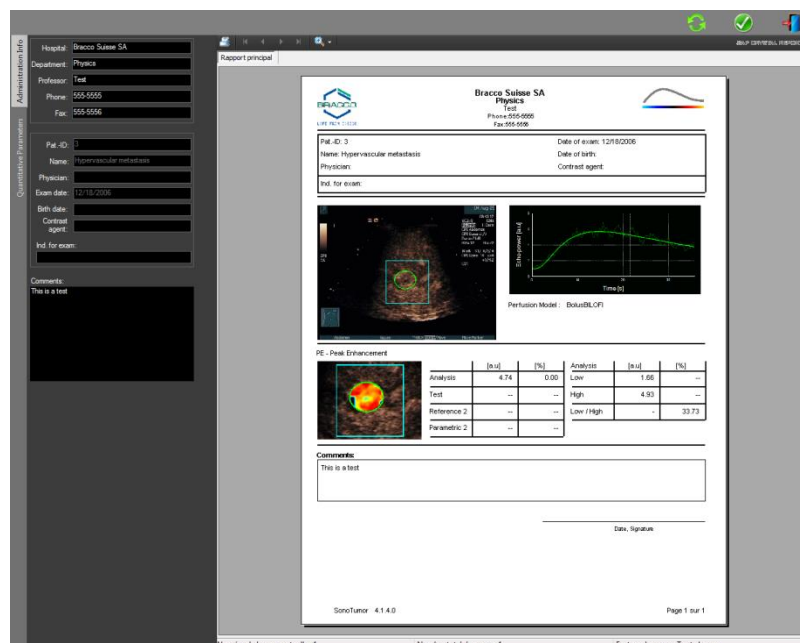 Administration Info
Quantitative Parameters
Hospital: Bracco Suisse SA
Department: Physics
Professor: Test
Phone: 555-5555
Fax: 555-5556
Pat.-ID: 3
Name: Hypervascular metastasis
Physician:
Exam date: 12/18/2006
Birth date:
Contrast agent:
Ind. for exam:
Comments:
This is a test
Rapport principal
BRACCO
LIFE FROM INSIDE
Bracco Suisse SA
Physics
Test
Phone:555-5555
Fax:555-5556
Pat.-ID: 3
Date of exam: 12/18/2006
Name: Hypervascular metastasis
Date of birth:
Physician:
Contrast agent:
Ind. for exam:
Echo-power [a.u]
Time [s]
Perfusion Model : BolusBILOFI
PE - Peak Enhancement
[a.u] [%] Analysis [a.u] [%]
Analysis 4.74 0.00 Low 1.66 --
Test -- -- High 4.93 --
Reference 2 -- -- Low / High - 33.73
Parametric 2 -- --
Comments:
This is a test
Date, Signature
SonoTumor 4.1.4.0
Page 1 sur 1